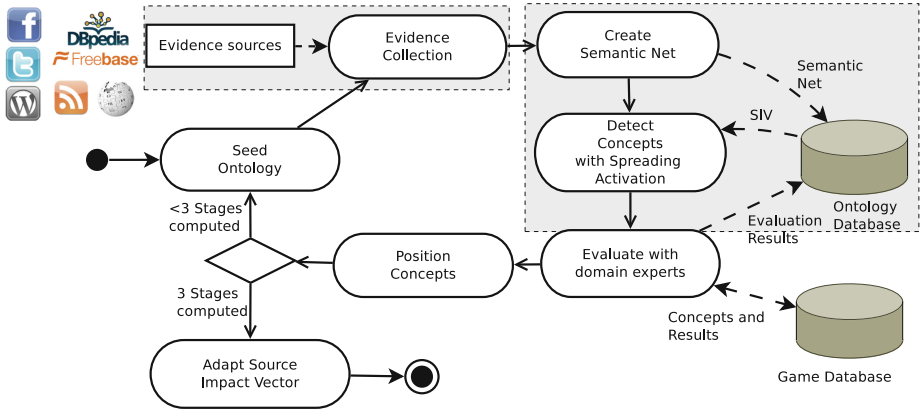 DBpedia
Freebase
Evidence sources
Evidence
Collection
Create
Semantic Net
Semantic
Net
SIV
Detect
Concepts
with Spreading
Activation
Seed
Ontology
Ontology
Database
Evaluation
Results
<3 Stages
computed
Position
Concepts
Evaluate with
domain experts
3 Stages
computed
Concepts and
Results
Adapt Source
Impact Vector
Game Database